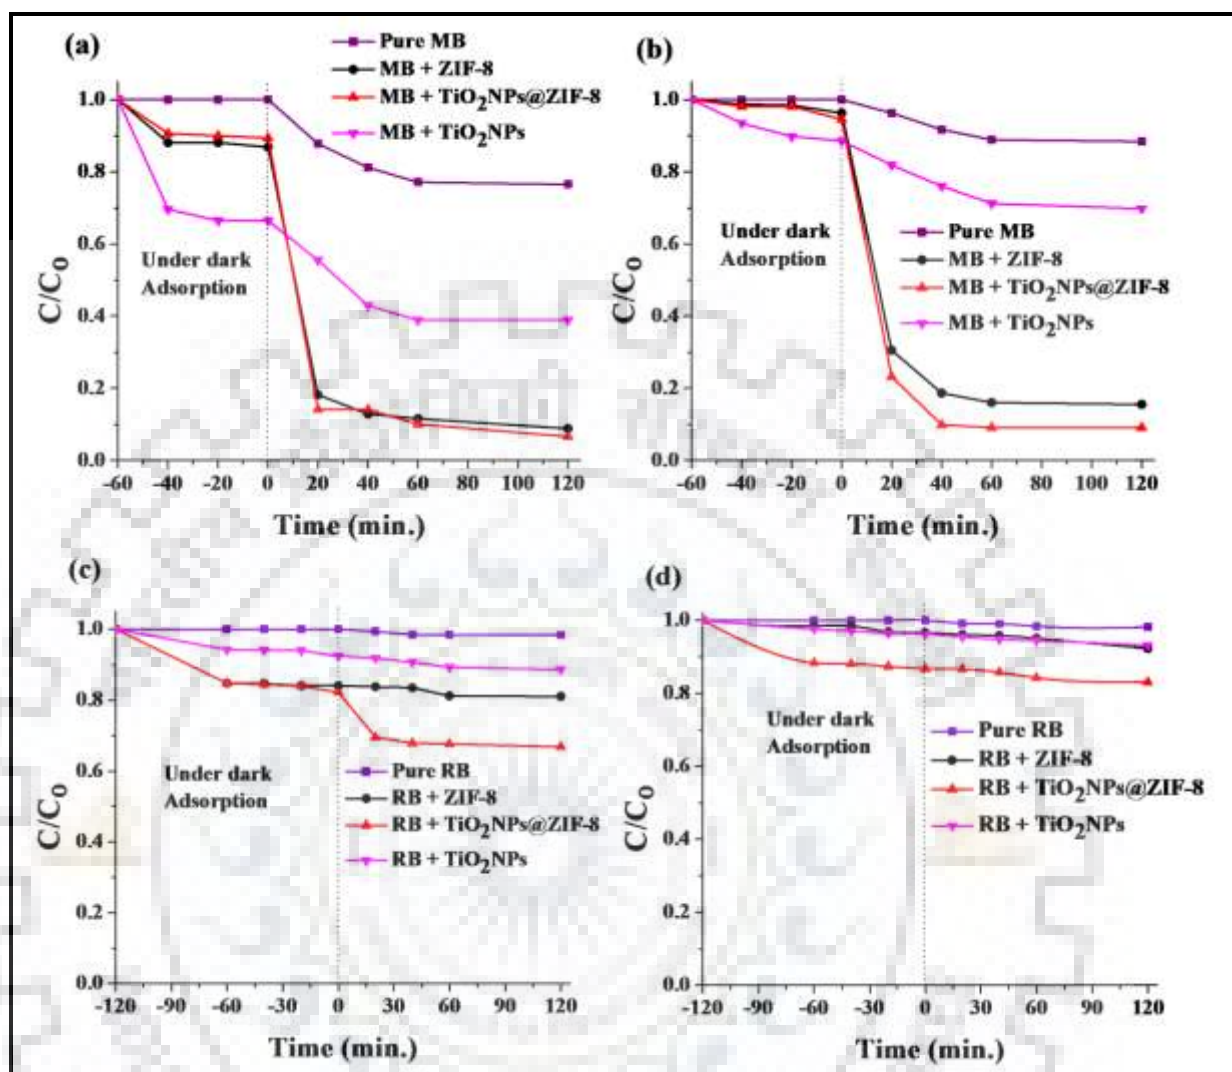 (a)
Pure MB
MB + ZIF-8
MB + TiO2NPs@ZIF-8
MB + TiO2NPs
1.0
0.8
0.6
0.4
0.2
0.0
C/C0
Under dark
Adsorption
-60 -40 -20 0 20 40 60 80 100 120
Time (min.)
(b)
1.0
0.8
0.6
0.4
0.2
0.0
C/C0
Under dark
Adsorption
Pure MB
MB + ZIF-8
MB + TiO2NPs@ZIF-8
MB + TiO2NPs
-60 -40 -20 0 20 40 60 80 100 120
Time (min.)
(c)
1.0
0.8
0.6
0.4
0.2
0.0
C/C0
Under dark
Adsorption
Pure RB
RB + ZIF-8
RB + TiO2NPs@ZIF-8
RB + TiO2NPs
-120 -90 -60 -30 0 30 60 90 120
Time (min.)
(d)
1.0
0.8
0.6
0.4
0.2
0.0
C/C0
Under dark
Adsorption
Pure RB
RB + ZIF-8
RB + TiO2NPs@ZIF-8
RB + TiO2NPs
-120 -90 -60 -30 0 30 60 90 120
Time (min.)